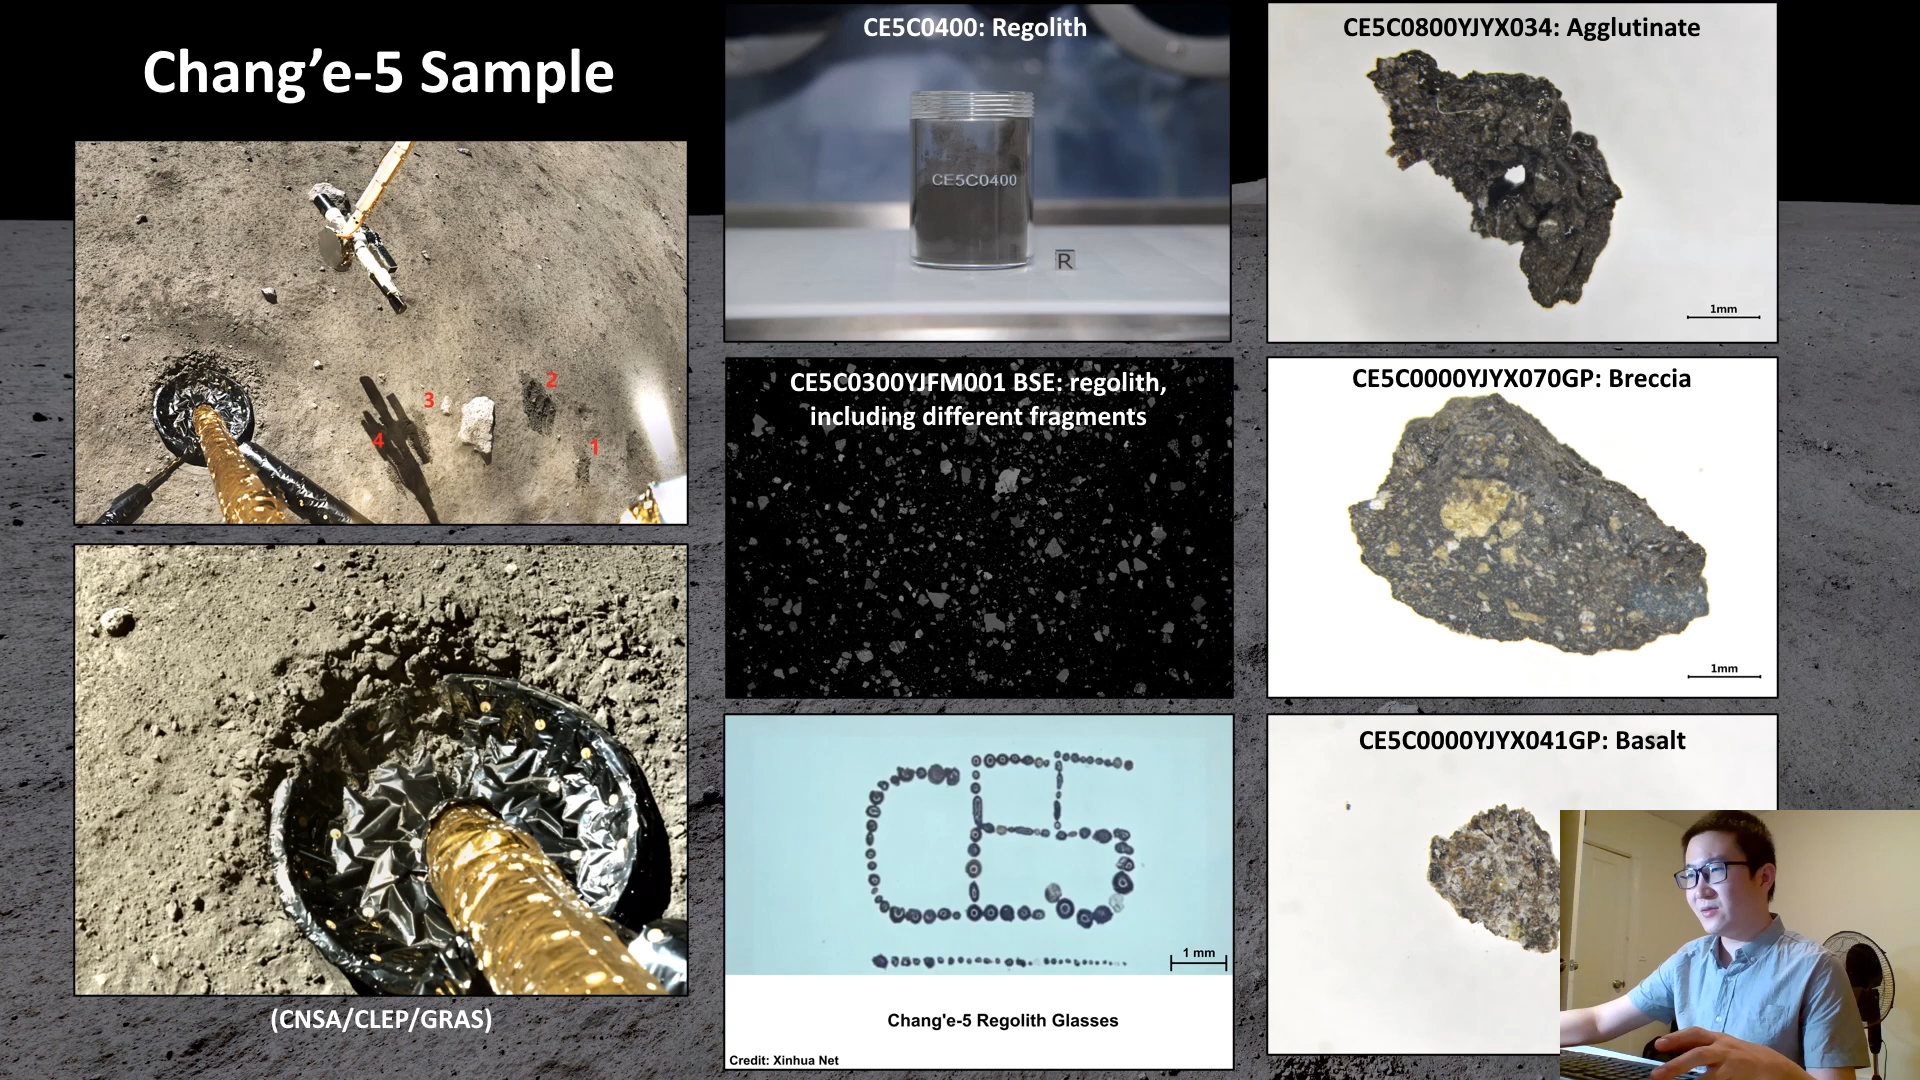 Chang’e-5 Sample
2
3
4
1
(CNSA/CLEP/GRAS)
CE5C0400: Regolith
CE5C0400
R
CE5C0300YJFM001 BSE: regolith,
including different fragments
CE5
1 mm
Chang'e-5 Regolith Glasses
Credit: Xinhua Net
CE5C0800YJYX034: Agglutinate
1mm
CE5C0000YJYX070GP: Breccia
1mm
CE5C0000YJYX041GP: Basalt